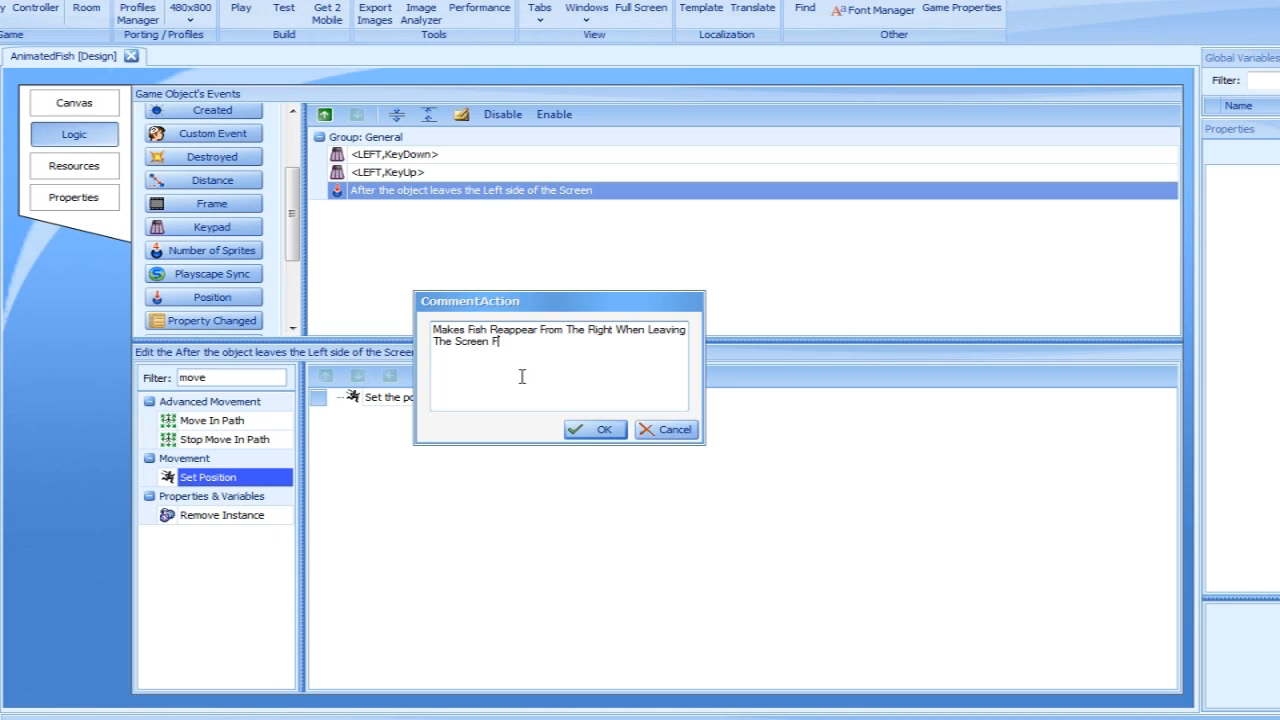 y Controller Room Profiles Manager 480x800 Play Test Get 2 Mobile Export Images Image Analyzer Performance Tabs Windows Full Screen Template Translate Find Font Manager Game Properties
Game Porting / Profiles Build Tools View Localization Other
AnimatedFish [Design]
Global Variables
Filter:
Name
Properties
Canvas
Logic
Resources
Properties
Game Object's Events
Created
Custom Event
Destroyed
Distance
Frame
Keypad
Number of Sprites
Playscape Sync
Position
Property Changed
Disable Enable
Group: General
<LEFT,KeyDown>
<LEFT,KeyUp>
After the object leaves the Left side of the Screen
CommentAction
Makes Fish Reappear From The Right When Leaving
The Screen F
OK Cancel
Edit the After the object leaves the Left side of the Screen
Filter: move
Advanced Movement
Move In Path
Stop Move In Path
Movement
Set Position
Properties & Variables
Remove Instance
Set the po